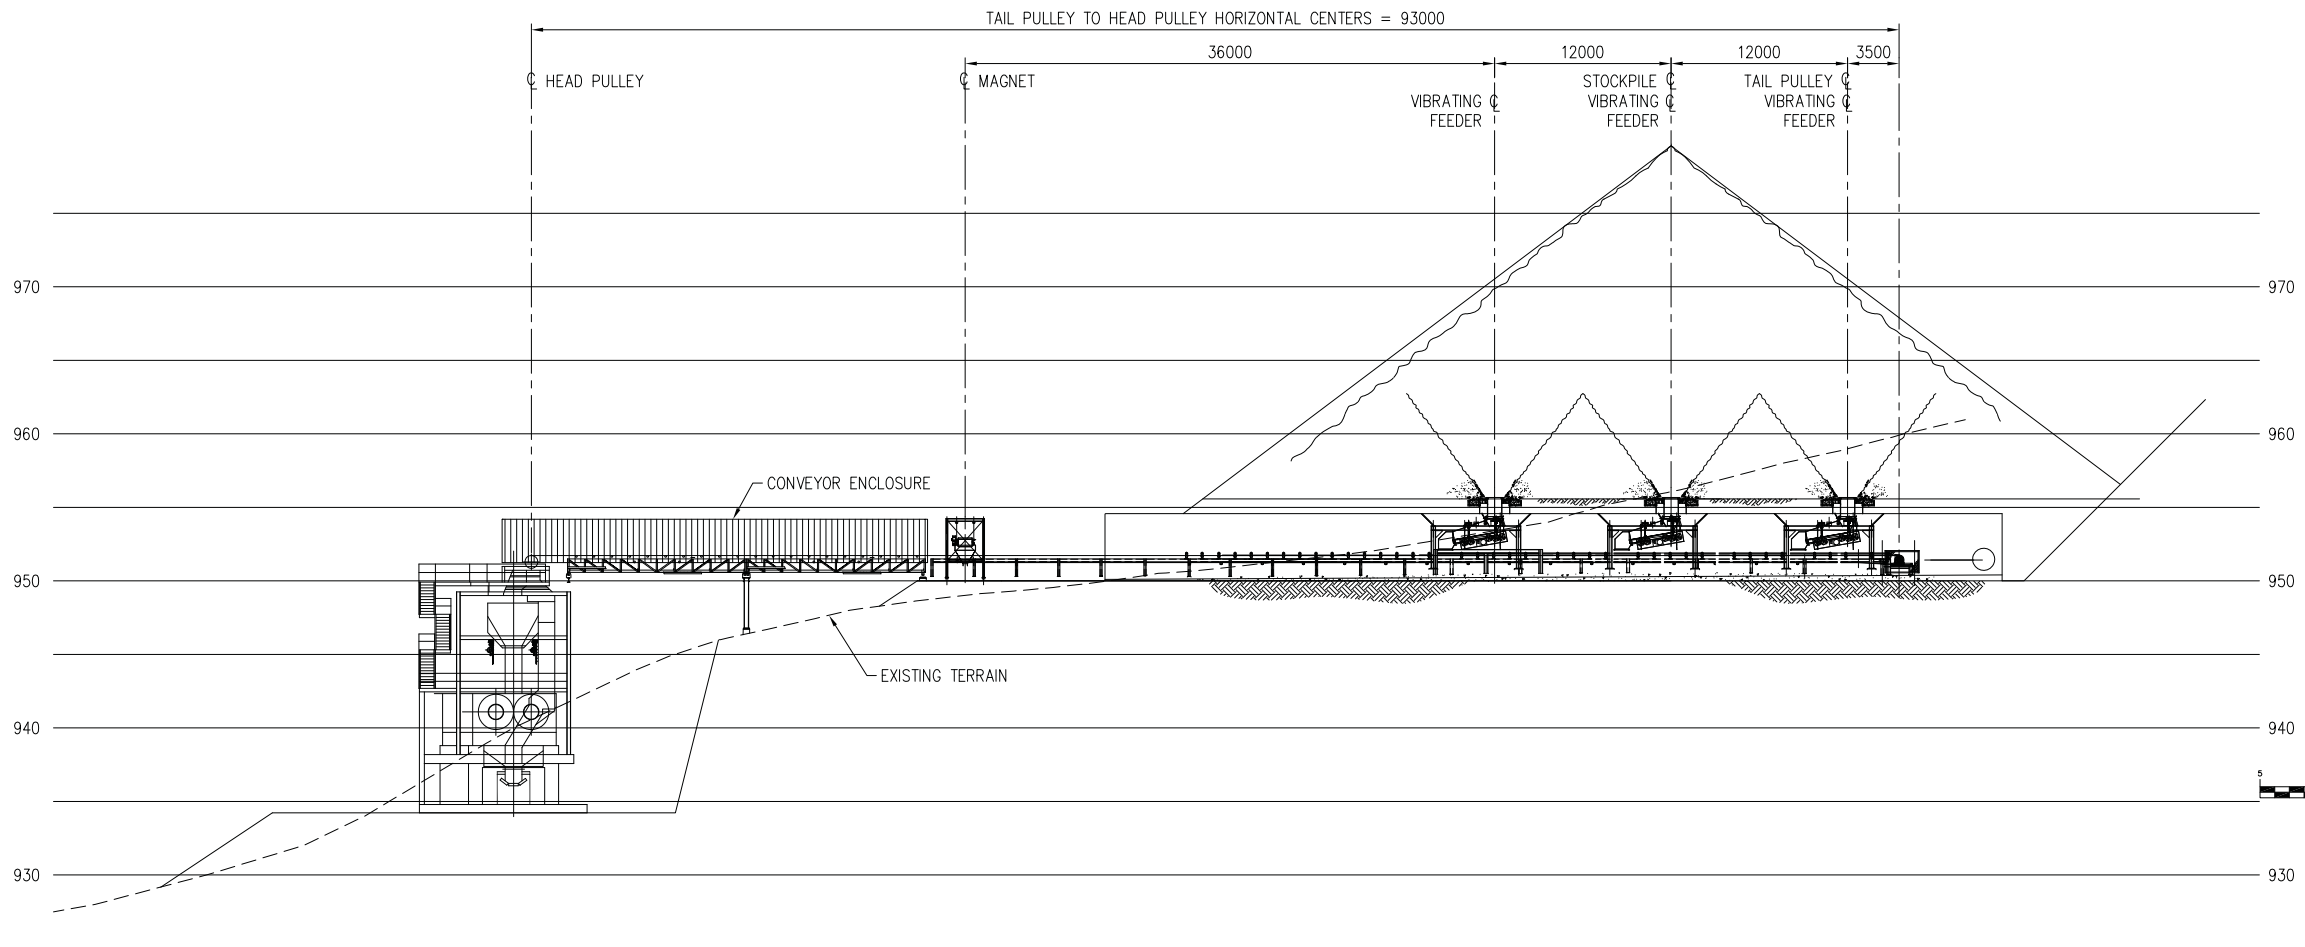 TAIL PULLEY TO HEAD PULLEY HORIZONTAL CENTERS = 93000
36000
12000
12000
3500
℄ HEAD PULLEY
℄ MAGNET
VIBRATING ℄
FEEDER
STOCKPILE ℄
VIBRATING ℄
FEEDER
TAIL PULLEY ℄
VIBRATING ℄
FEEDER
970
970
960
960
CONVEYOR ENCLOSURE
950
950
EXISTING TERRAIN
940
940
5
930
930